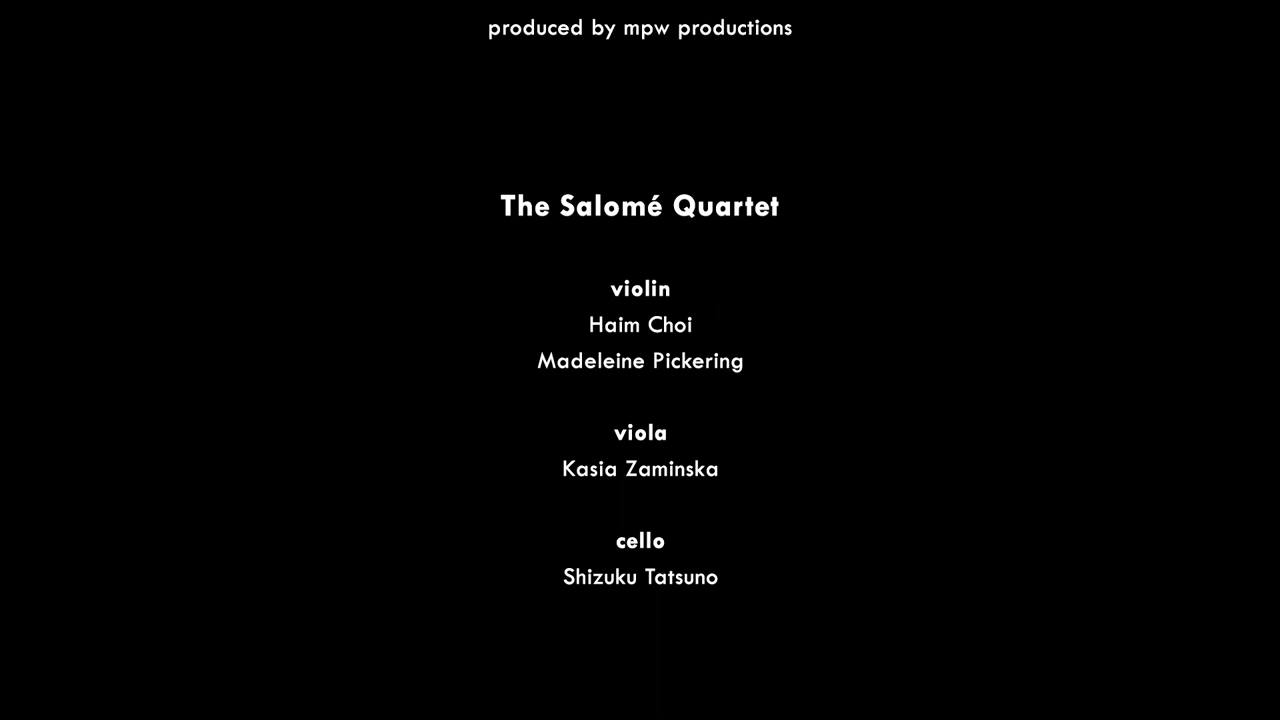 produced by mpw productions
The Salomé Quartet
violin
Haim Choi
Madeleine Pickering
viola
Kasia Zaminska
cello
Shizuku Tatsuno